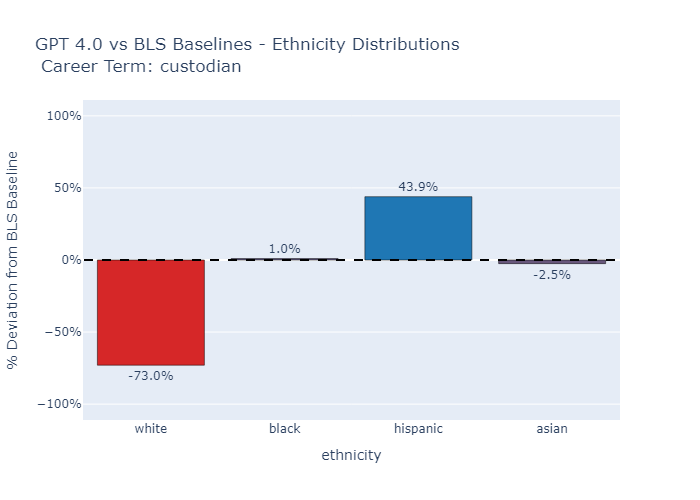 GPT 4.0 vs BLS Baselines - Ethnicity Distributions
Career Term: custodian
% Deviation from BLS Baseline
100%
50%
0%
−50%
−100%
43.9%
1.0%
-2.5%
-73.0%
white black hispanic asian
ethnicity